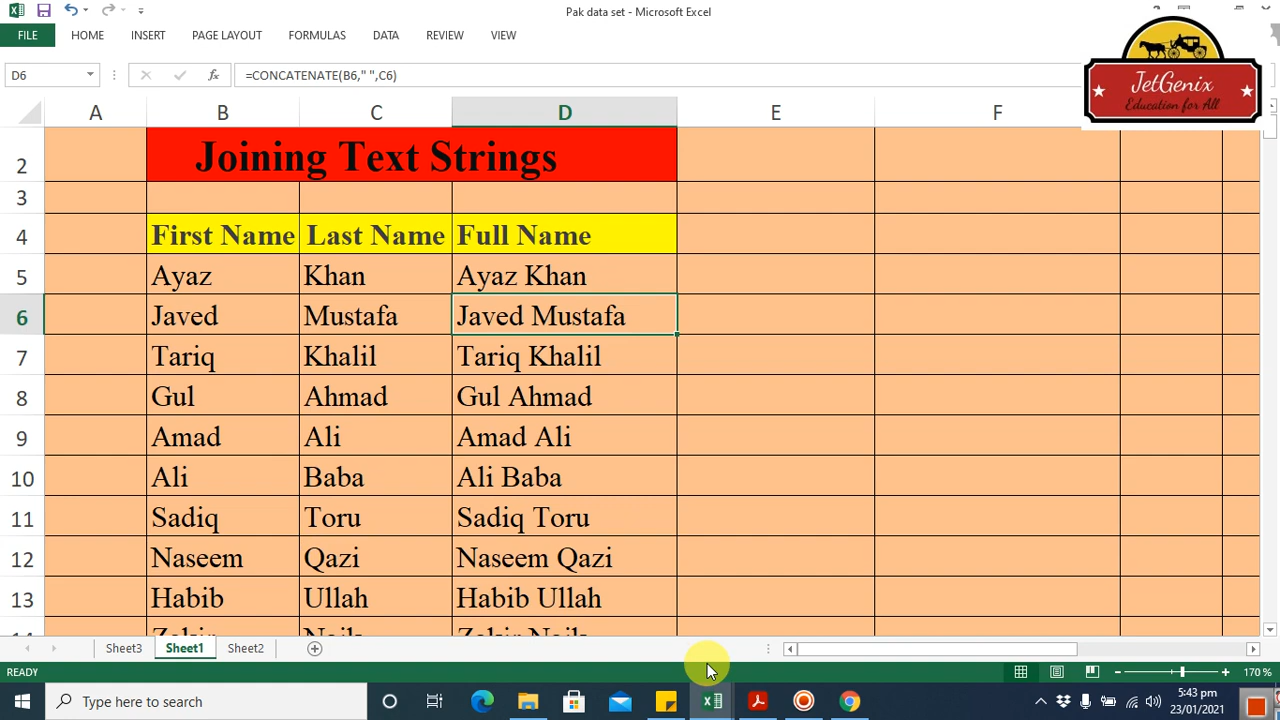 Pak data set - Microsoft Excel
FILE HOME INSERT PAGE LAYOUT FORMULAS DATA REVIEW VIEW
D6 fx =CONCATENATE(B6," ",C6)
JetGenix
Education for All
A B C D E F
2 Joining Text Strings
3
4 First Name Last Name Full Name
5 Ayaz Khan Ayaz Khan
6 Javed Mustafa Javed Mustafa
7 Tariq Khalil Tariq Khalil
8 Gul Ahmad Gul Ahmad
9 Amad Ali Amad Ali
10 Ali Baba Ali Baba
11 Sadiq Toru Sadiq Toru
12 Naseem Qazi Naseem Qazi
13 Habib Ullah Habib Ullah
Sheet3 Sheet1 Sheet2
READY 170 %
Type here to search
5:43 pm
23/01/2021